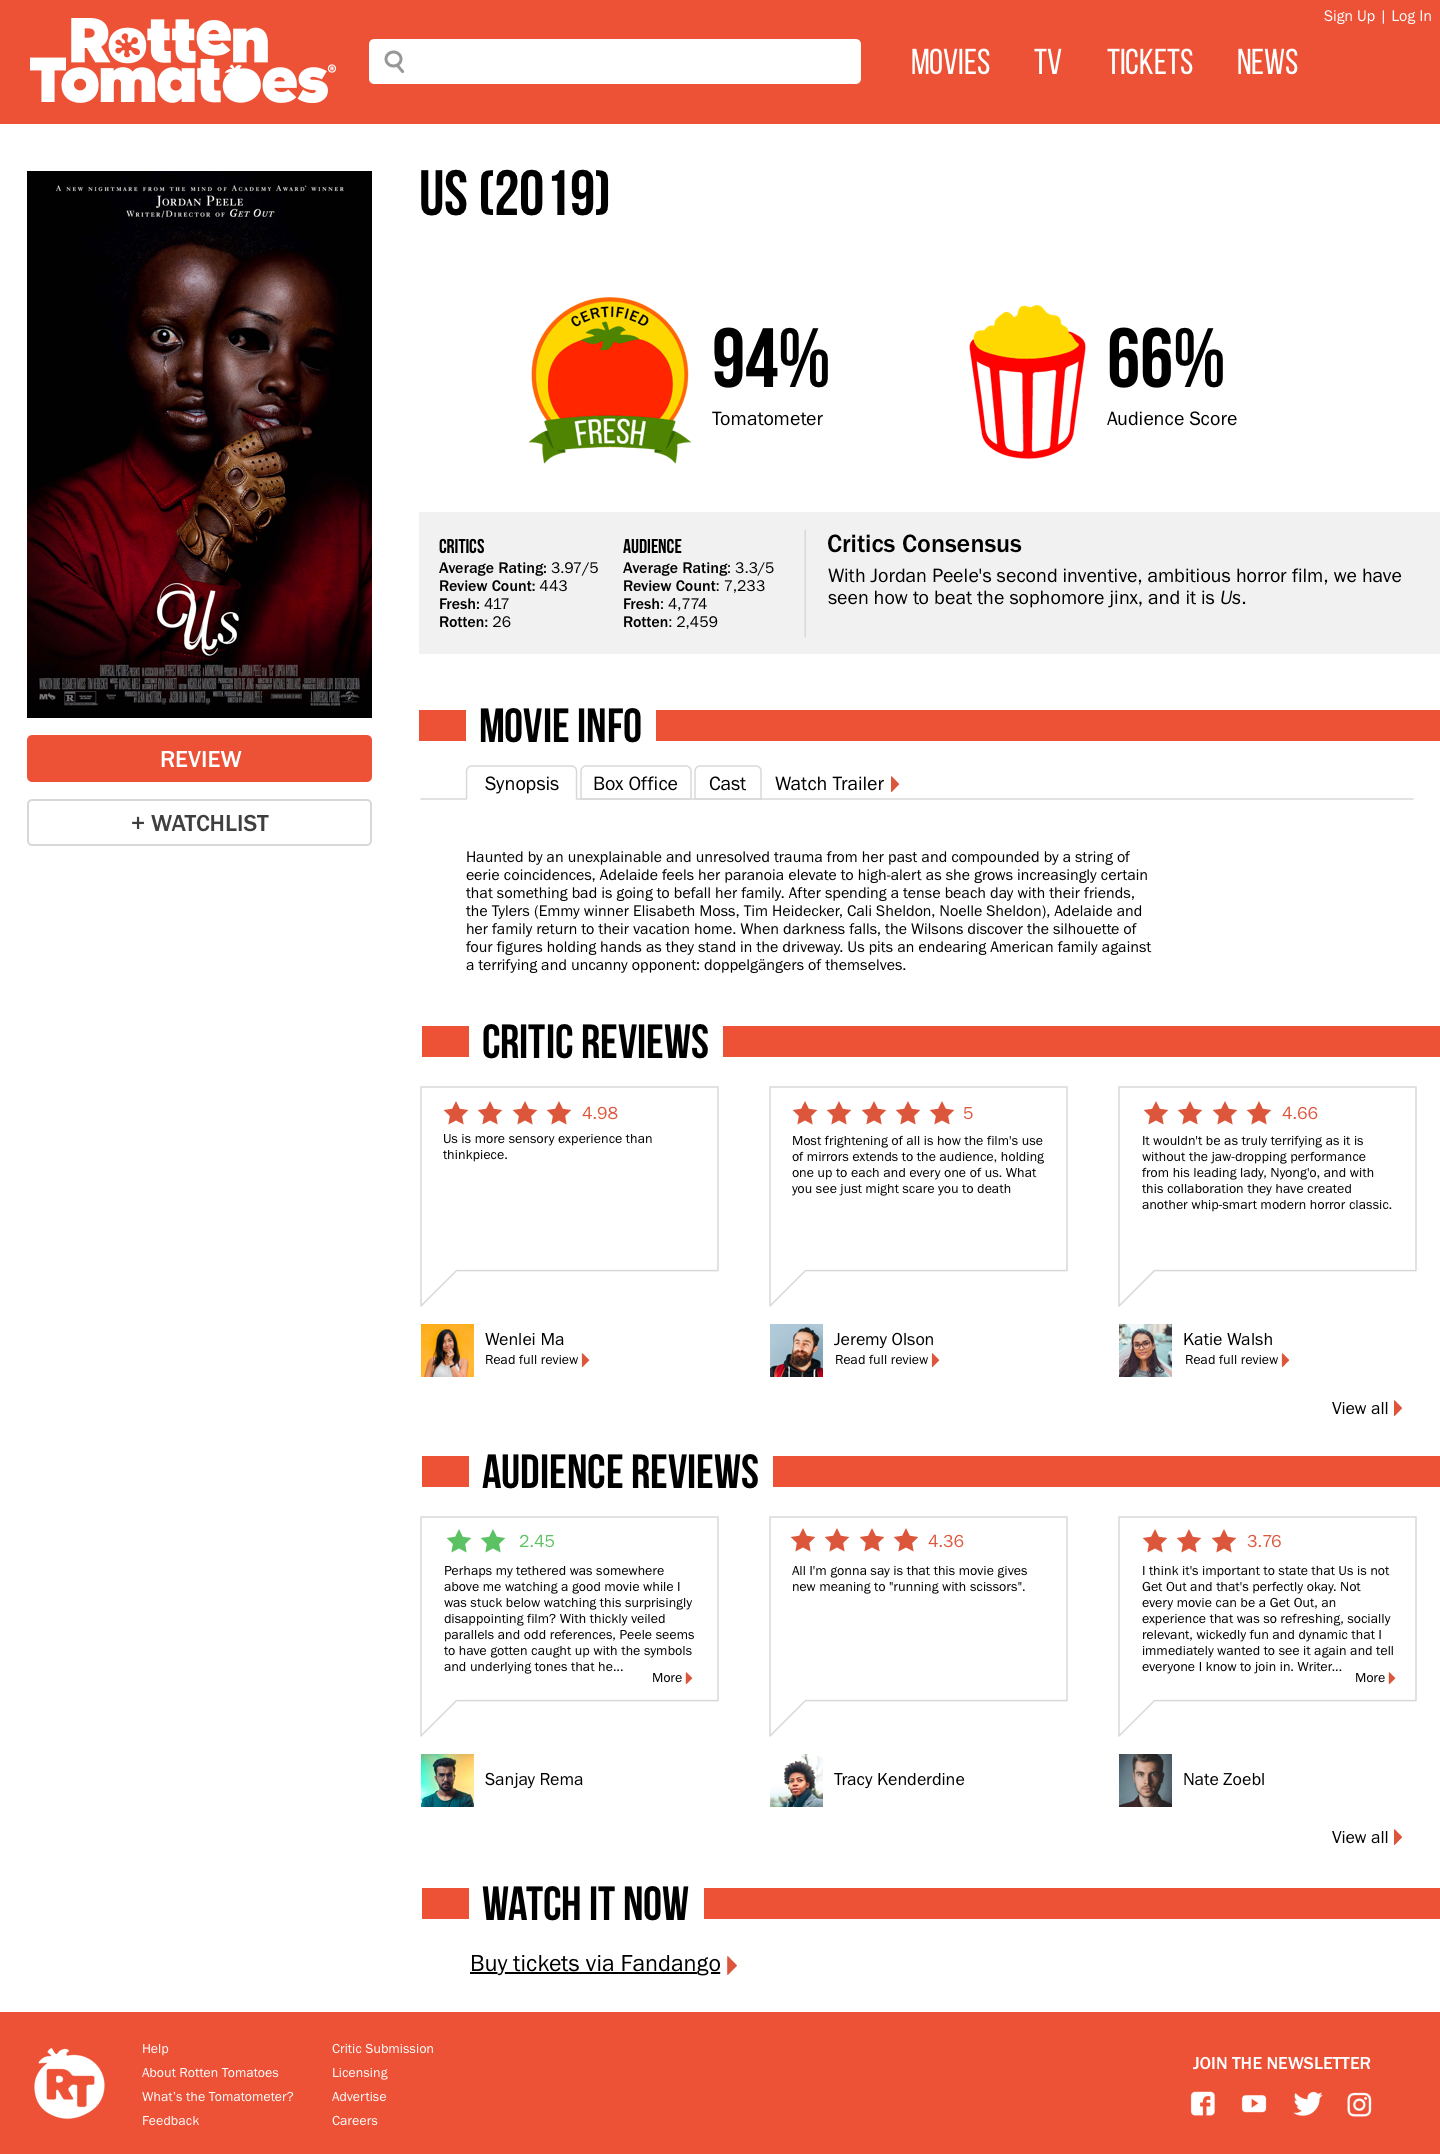 Sign Up | Log In
Rotten
Tomatoes®
MOVIES TV TICKETS NEWS
A NEW NIGHTMARE FROM THE MIND OF ACADEMY AWARD® WINNER
JORDAN PEELE
WRITER/DIRECTOR OF GET OUT
Us
REVIEW
+ WATCHLIST
US (2019)
CERTIFIED
FRESH
94%
Tomatometer
66%
Audience Score
CRITICS
Average Rating: 3.97/5
Review Count: 443
Fresh: 417
Rotten: 26
AUDIENCE
Average Rating: 3.3/5
Review Count: 7,233
Fresh: 4,774
Rotten: 2,459
Critics Consensus
With Jordan Peele's second inventive, ambitious horror film, we have
seen how to beat the sophomore jinx, and it is Us.
MOVIE INFO
Synopsis Box Office Cast Watch Trailer
Haunted by an unexplainable and unresolved trauma from her past and compounded by a string of
eerie coincidences, Adelaide feels her paranoia elevate to high-alert as she grows increasingly certain
that something bad is going to befall her family. After spending a tense beach day with their friends,
the Tylers (Emmy winner Elisabeth Moss, Tim Heidecker, Cali Sheldon, Noelle Sheldon), Adelaide and
her family return to their vacation home. When darkness falls, the Wilsons discover the silhouette of
four figures holding hands as they stand in the driveway. Us pits an endearing American family against
a terrifying and uncanny opponent: doppelgängers of themselves.
CRITIC REVIEWS
4.98
Us is more sensory experience than
thinkpiece.
Wenlei Ma
Read full review
5
Most frightening of all is how the film's use
of mirrors extends to the audience, holding
one up to each and every one of us. What
you see just might scare you to death
Jeremy Olson
Read full review
4.66
It wouldn't be as truly terrifying as it is
without the jaw-dropping performance
from his leading lady, Nyong'o, and with
this collaboration they have created
another whip-smart modern horror classic.
Katie Walsh
Read full review
View all
AUDIENCE REVIEWS
2.45
Perhaps my tethered was somewhere
above me watching a good movie while I
was stuck below watching this surprisingly
disappointing film? With thickly veiled
parallels and odd references, Peele seems
to have gotten caught up with the symbols
and underlying tones that he...
More
Sanjay Rema
4.36
All I'm gonna say is that this movie gives
new meaning to "running with scissors".
Tracy Kenderdine
3.76
I think it's important to state that Us is not
Get Out and that's perfectly okay. Not
every movie can be a Get Out, an
experience that was so refreshing, socially
relevant, wickedly fun and dynamic that I
immediately wanted to see it again and tell
everyone I know to join in. Writer...
More
Nate Zoebl
View all
WATCH IT NOW
Buy tickets via Fandango
RT
Help
About Rotten Tomatoes
What's the Tomatometer?
Feedback
Critic Submission
Licensing
Advertise
Careers
JOIN THE NEWSLETTER